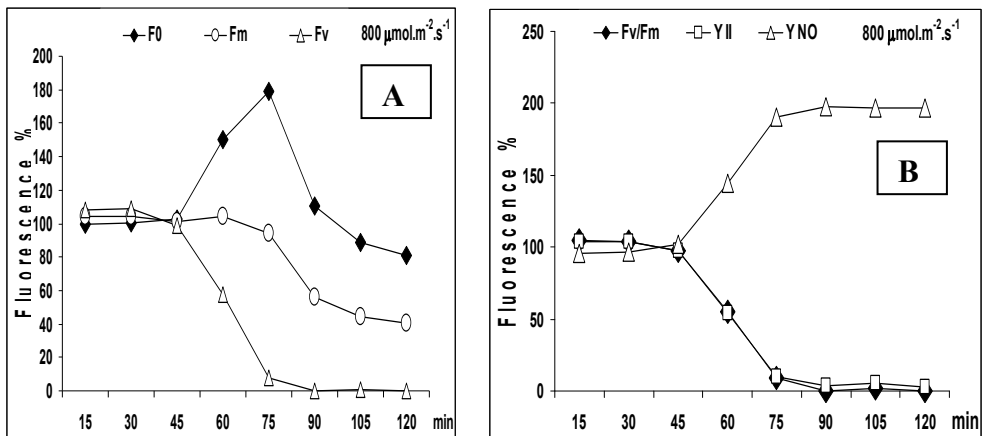 F0 Fm Fv 800 μmol.m⁻².s⁻¹
A
Fluorescence %
200
180
160
140
120
100
80
60
40
20
0
15 30 45 60 75 90 105 120 min
Fv/Fm Y II Y NO 800 μmol.m⁻².s⁻¹
B
Fluorescence %
250
200
150
100
50
0
15 30 45 60 75 90 105 120 min